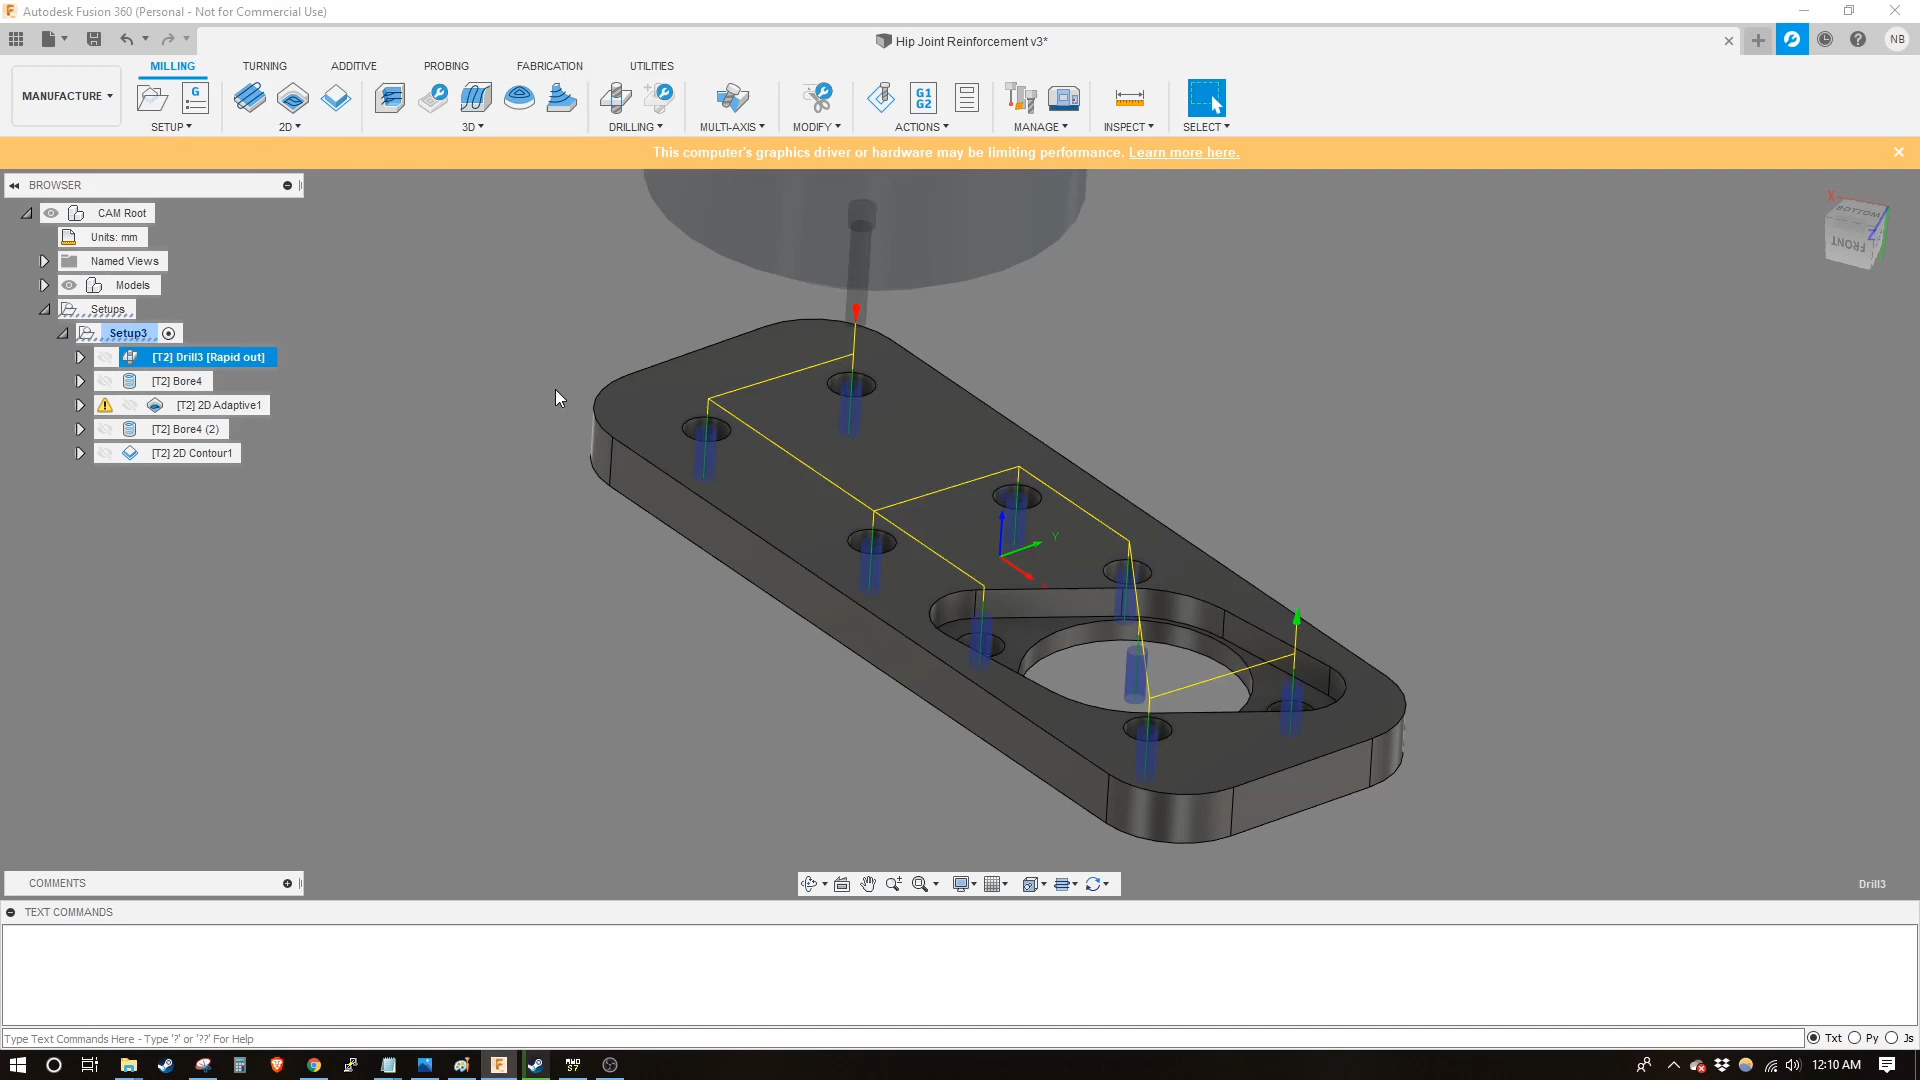 Autodesk Fusion 360 (Personal - Not for Commercial Use)
Hip Joint Reinforcement v3*
NB
MANUFACTURE
MILLING
TURNING
ADDITIVE
PROBING
FABRICATION
UTILITIES
G
G1
G2
SETUP
2D
3D
DRILLING
MULTI-AXIS
MODIFY
ACTIONS
MANAGE
INSPECT
SELECT
This computer's graphics driver or hardware may be limiting performance. Learn more here.
BROWSER
CAM Root
Units: mm
Named Views
Models
Setups
Setup3
[T2] Drill3 [Rapid out]
[T2] Bore4
[T2] 2D Adaptive1
[T2] Bore4 (2)
[T2] 2D Contour1
X
BOTTOM
Z
FRONT
Y
COMMENTS
Drill3
TEXT COMMANDS
Type Text Commands Here - Type '?' or '??' For Help
Txt
Py
Js
12:10 AM